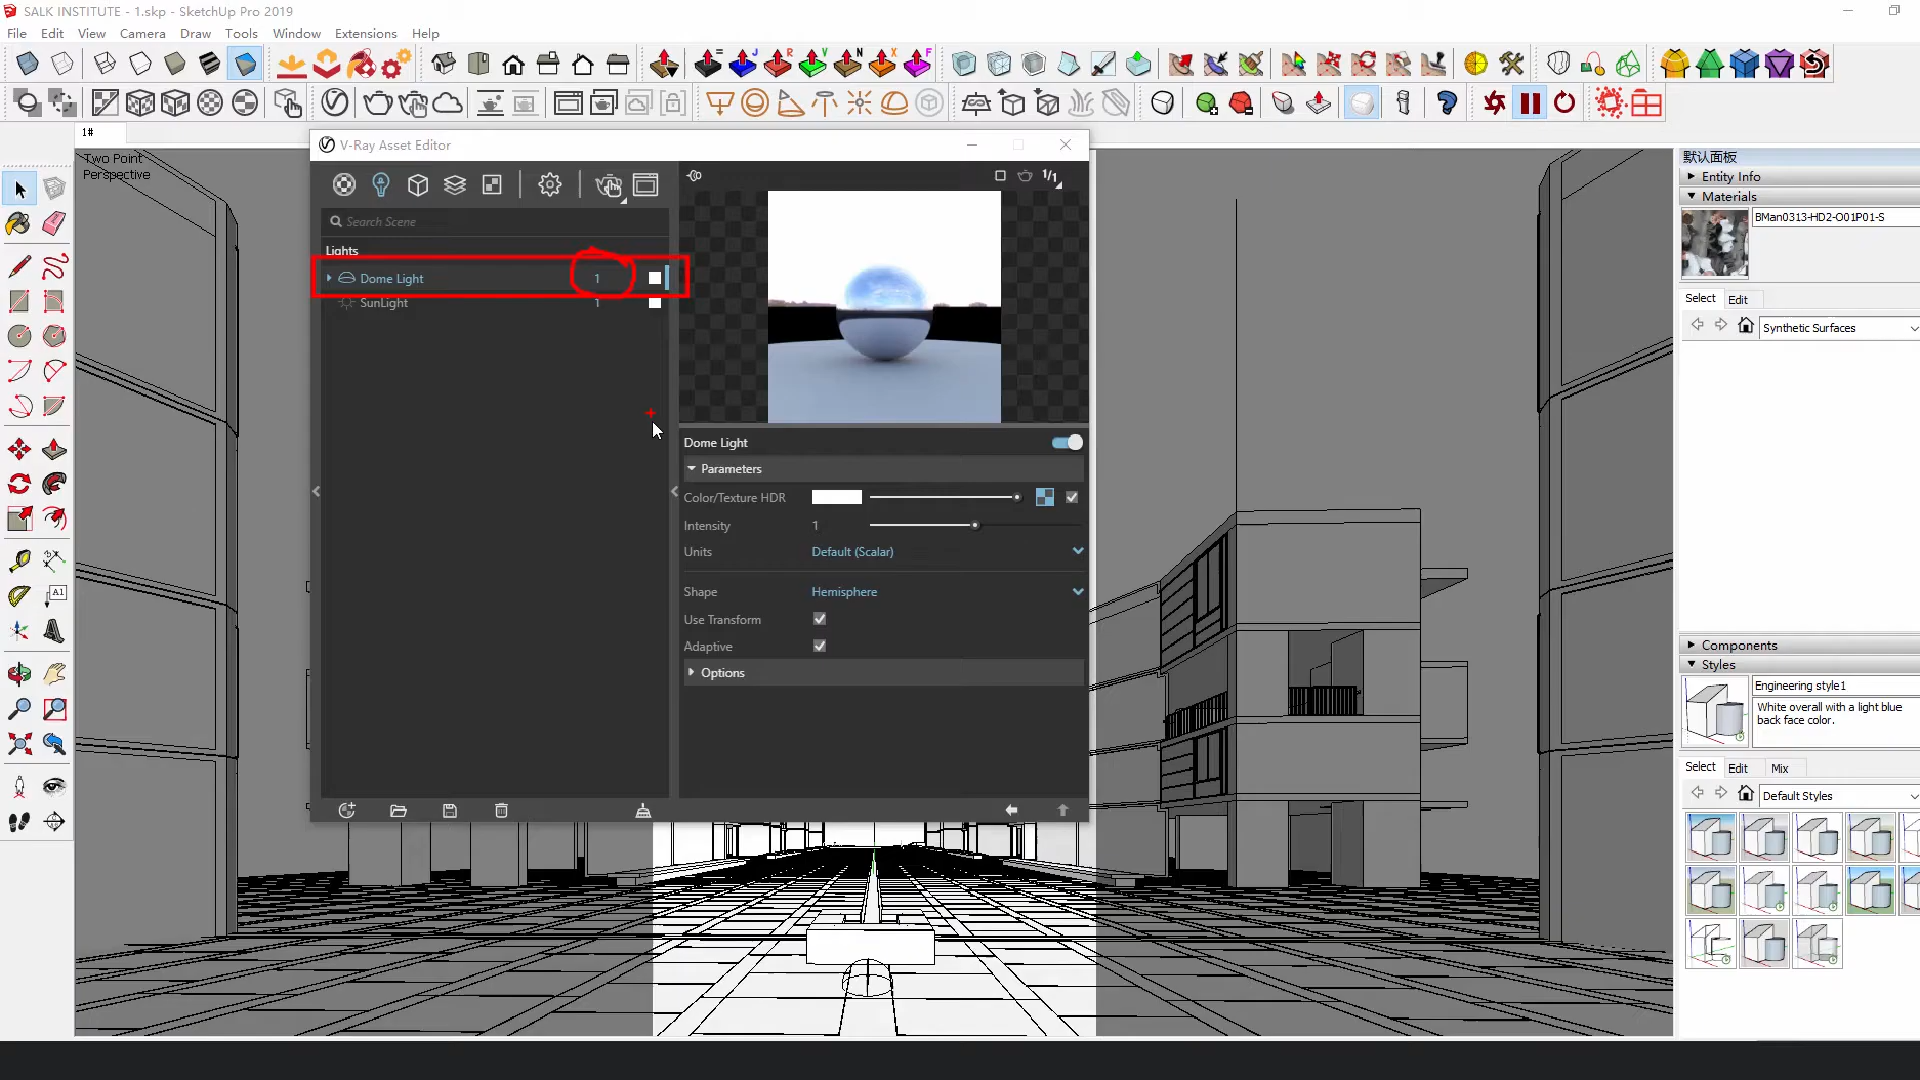 SALK INSTITUTE - 1.skp - SketchUp Pro 2019
File Edit View Camera Draw Tools Window Extensions Help
= J R V N X F
1#
Two Point
Perspective
V-Ray Asset Editor
1/1
Search Scene
Lights
Dome Light 1
SunLight 1
Dome Light
Parameters
Color/Texture HDR
Intensity 1
Units Default (Scalar)
Shape Hemisphere
Use Transform
Adaptive
Options
A1
默认面板
Entity Info
Materials
BMan0313-HD2-O01P01-S
Select Edit
Synthetic Surfaces
Components
Styles
Engineering style1
White overall with a light blue
back face color.
Select Edit Mix
Default Styles